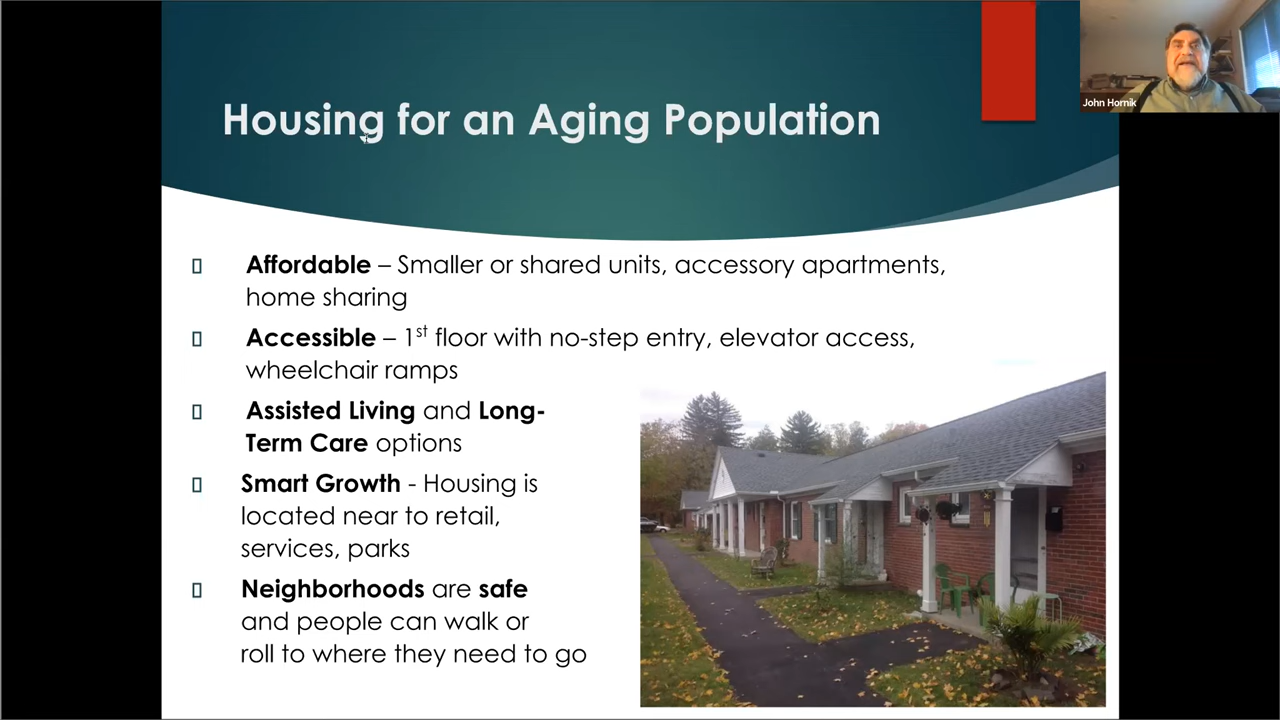 Housing for an Aging Population
John Hornik
Affordable – Smaller or shared units, accessory apartments,
home sharing
Accessible – 1st floor with no-step entry, elevator access,
wheelchair ramps
Assisted Living and Long-
Term Care options
Smart Growth - Housing is
located near to retail,
services, parks
Neighborhoods are safe
and people can walk or
roll to where they need to go